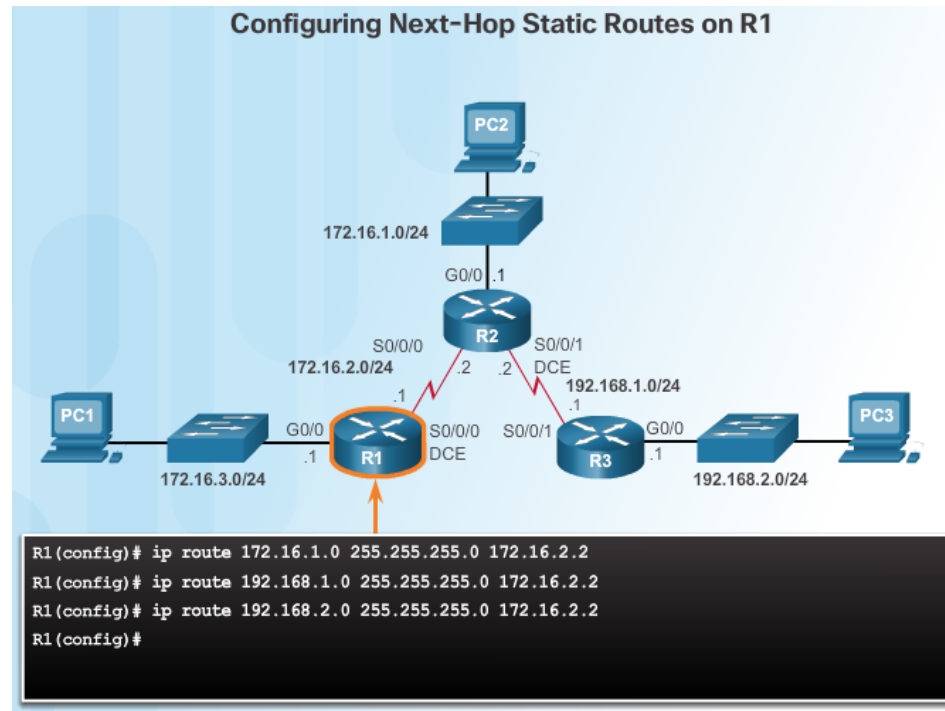 Configuring Next-Hop Static Routes on R1
PC2
172.16.1.0/24
G0/0 .1
R2
S0/0/0 S0/0/1
172.16.2.0/24 .2 .2 DCE
192.168.1.0/24
.1 .1
PC1 G0/0 S0/0/0 S0/0/1 G0/0 PC3
.1 R1 DCE R3 .1
172.16.3.0/24 192.168.2.0/24
R1(config)# ip route 172.16.1.0 255.255.255.0 172.16.2.2
R1(config)# ip route 192.168.1.0 255.255.255.0 172.16.2.2
R1(config)# ip route 192.168.2.0 255.255.255.0 172.16.2.2
R1(config)#